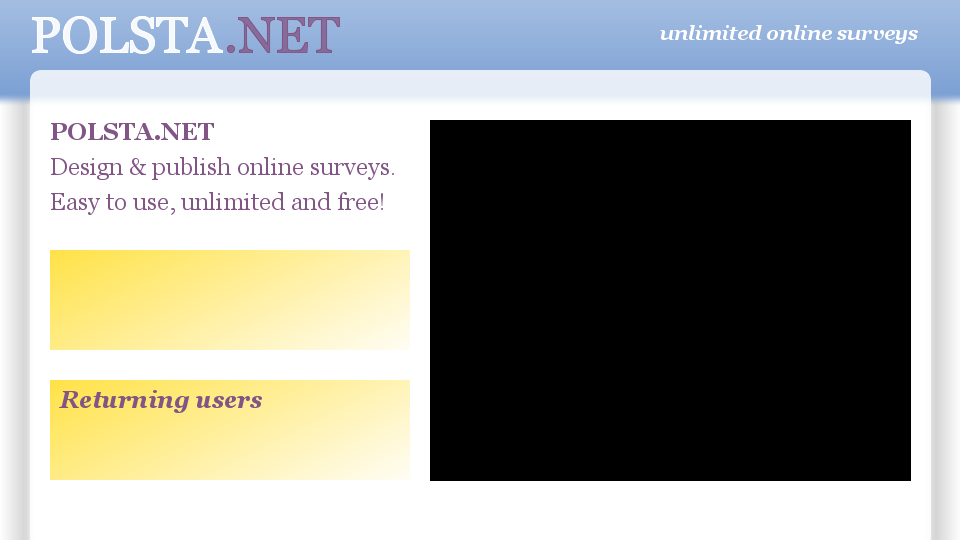 POLSTA.NET
unlimited online surveys
POLSTA.NET
Design & publish online surveys.
Easy to use, unlimited and free!
Returning users